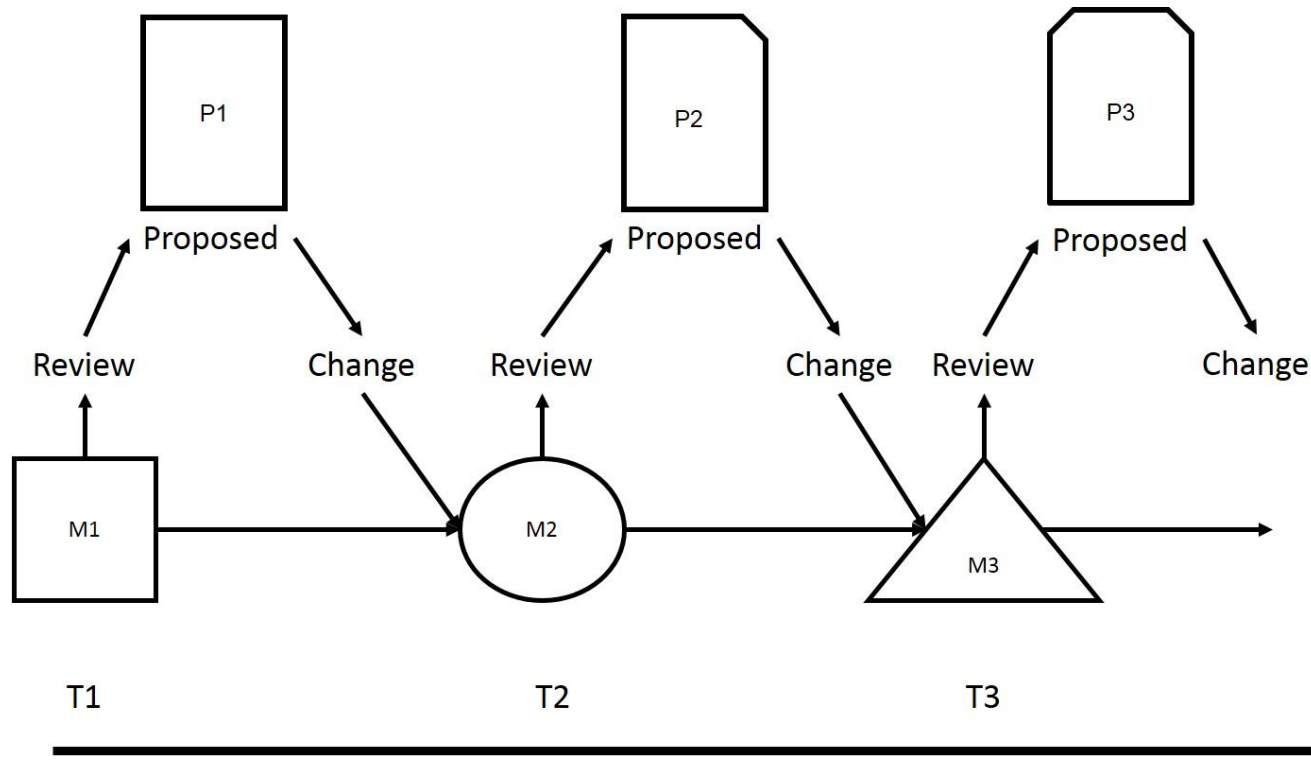 P1
P2
P3
Proposed
Proposed
Proposed
Review
Change
Review
Change
Review
Change
M1
M2
M3
T1
T2
T3